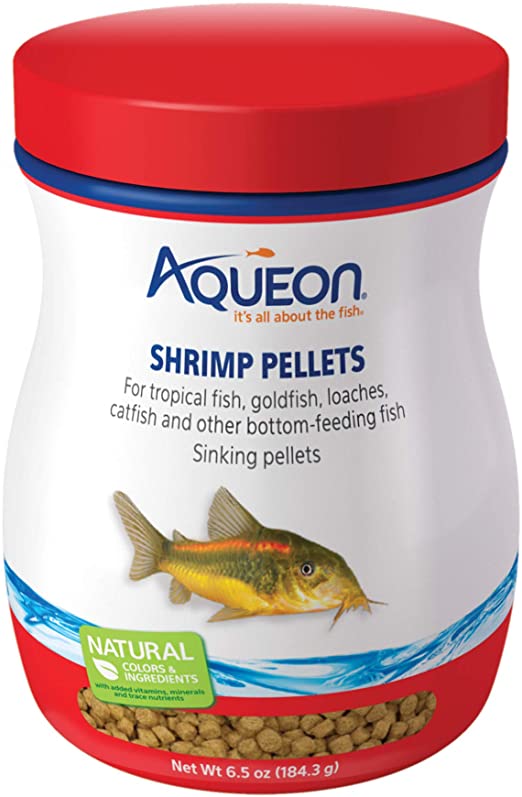 AQUEON®
it's all about the fish®
SHRIMP PELLETS
For tropical fish, goldfish, loaches,
catfish and other bottom-feeding fish
Sinking pellets
NATURAL
COLORS &
INGREDIENTS
with added vitamins, minerals
and trace nutrients
Net Wt 6.5 oz (184.3 g)